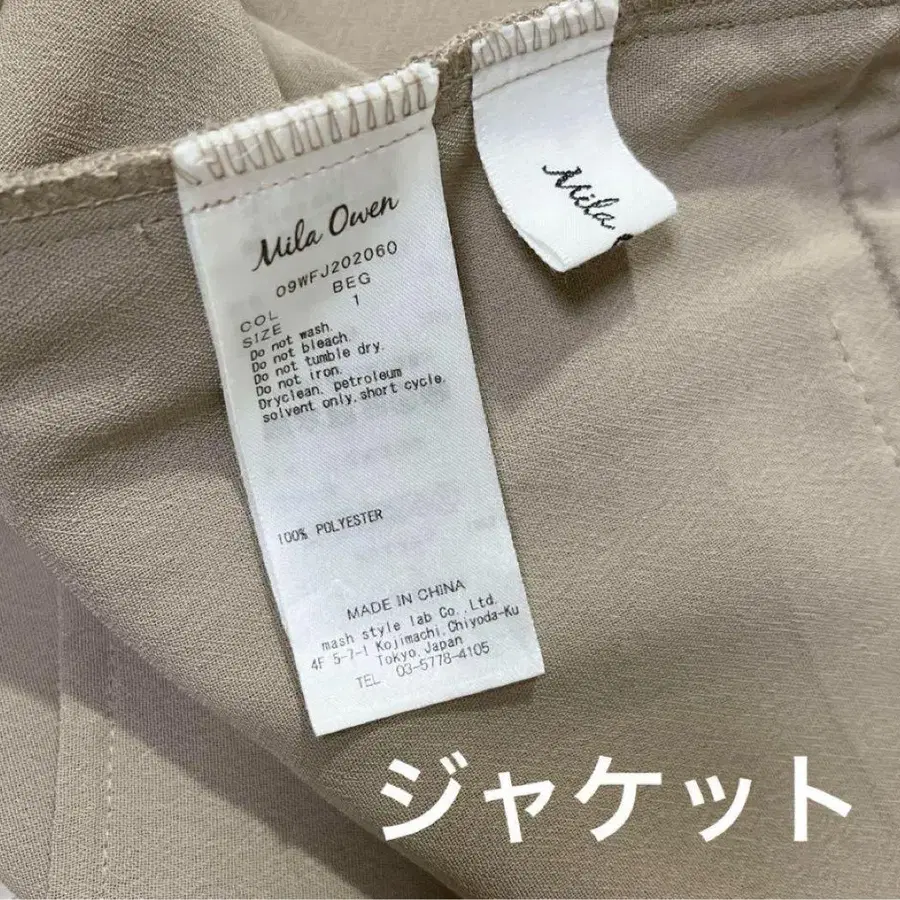 Mila Owen
09WFJ202060
COL BEG
SIZE 1
Do not wash.
Do not bleach.
Do not tumble dry.
Do not iron.
Dryclean. petroleum
solvent only, short cycle.
100% POLYESTER
MADE IN CHINA
mash style lab Co.,Ltd.
4F 5-7-1 Kojimachi,Chiyoda-Ku
Tokyo,Japan
TEL 03-5778-4105
Mila
ジャケット